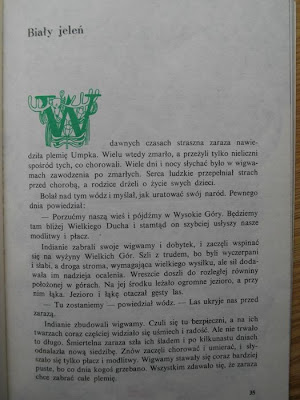 Biały jeleń
W dawnych czasach straszna zaraza nawie-
dziła plemię Umpka. Wielu wtedy zmarło, a przeżyli tylko nieliczni
spośród tych, co chorowali. Wiele dni i nocy słychać było w wigwa-
mach zawodzenia po zmarłych. Serca ludzkie przepełniał strach
przed chorobą, a rodzice drżeli o życie swych dzieci.
Bolał nad tym wódz i myślał, jak uratować swój naród. Pewnego
dnia powiedział:
— Porzućmy naszą wieś i pójdźmy w Wysokie Góry. Będziemy
tam bliżej Wielkiego Ducha i stamtąd on szybciej usłyszy nasze
modlitwy i płacz.
Indianie zebrali swoje wigwamy i dobytek, i zaczęli wspinać
się na wyżyny Wielkich Gór. Szli z trudem, bo byli wyczerpani
i słabi, a droga stroma, wymagająca wielkiego wysiłku, ale sił doda-
wała im nadzieja ocalenia. Wreszcie doszli do rozległej równiny
położonej w górach. Na jej środku leżało ogromne jezioro, a przy
nim łąka. Jezioro i łąkę otaczał gęsty las.
— Tu zostaniemy — powiedział wódz. — Las ukryje nas przed
zarazą.
Indianie zbudowali wigwamy. Czuli się tu bezpieczni, a na ich
twarzach coraz częściej widziało się uśmiech i radość. Ale nie trwało
to długo. Śmiertelna zaraza szła ich śladem i po kilkunastu dniach
odnalazła nową siedzibę. Znów zaczęli chorować i umierać, i sły-
szało się tylko płacz i modlitwy. Wigwamy stawały się coraz bardziej
puste, bo co dnia kogoś grzebano. Wszystkim zdawało się, że zaraza
chce zabrać całe plemię.
35